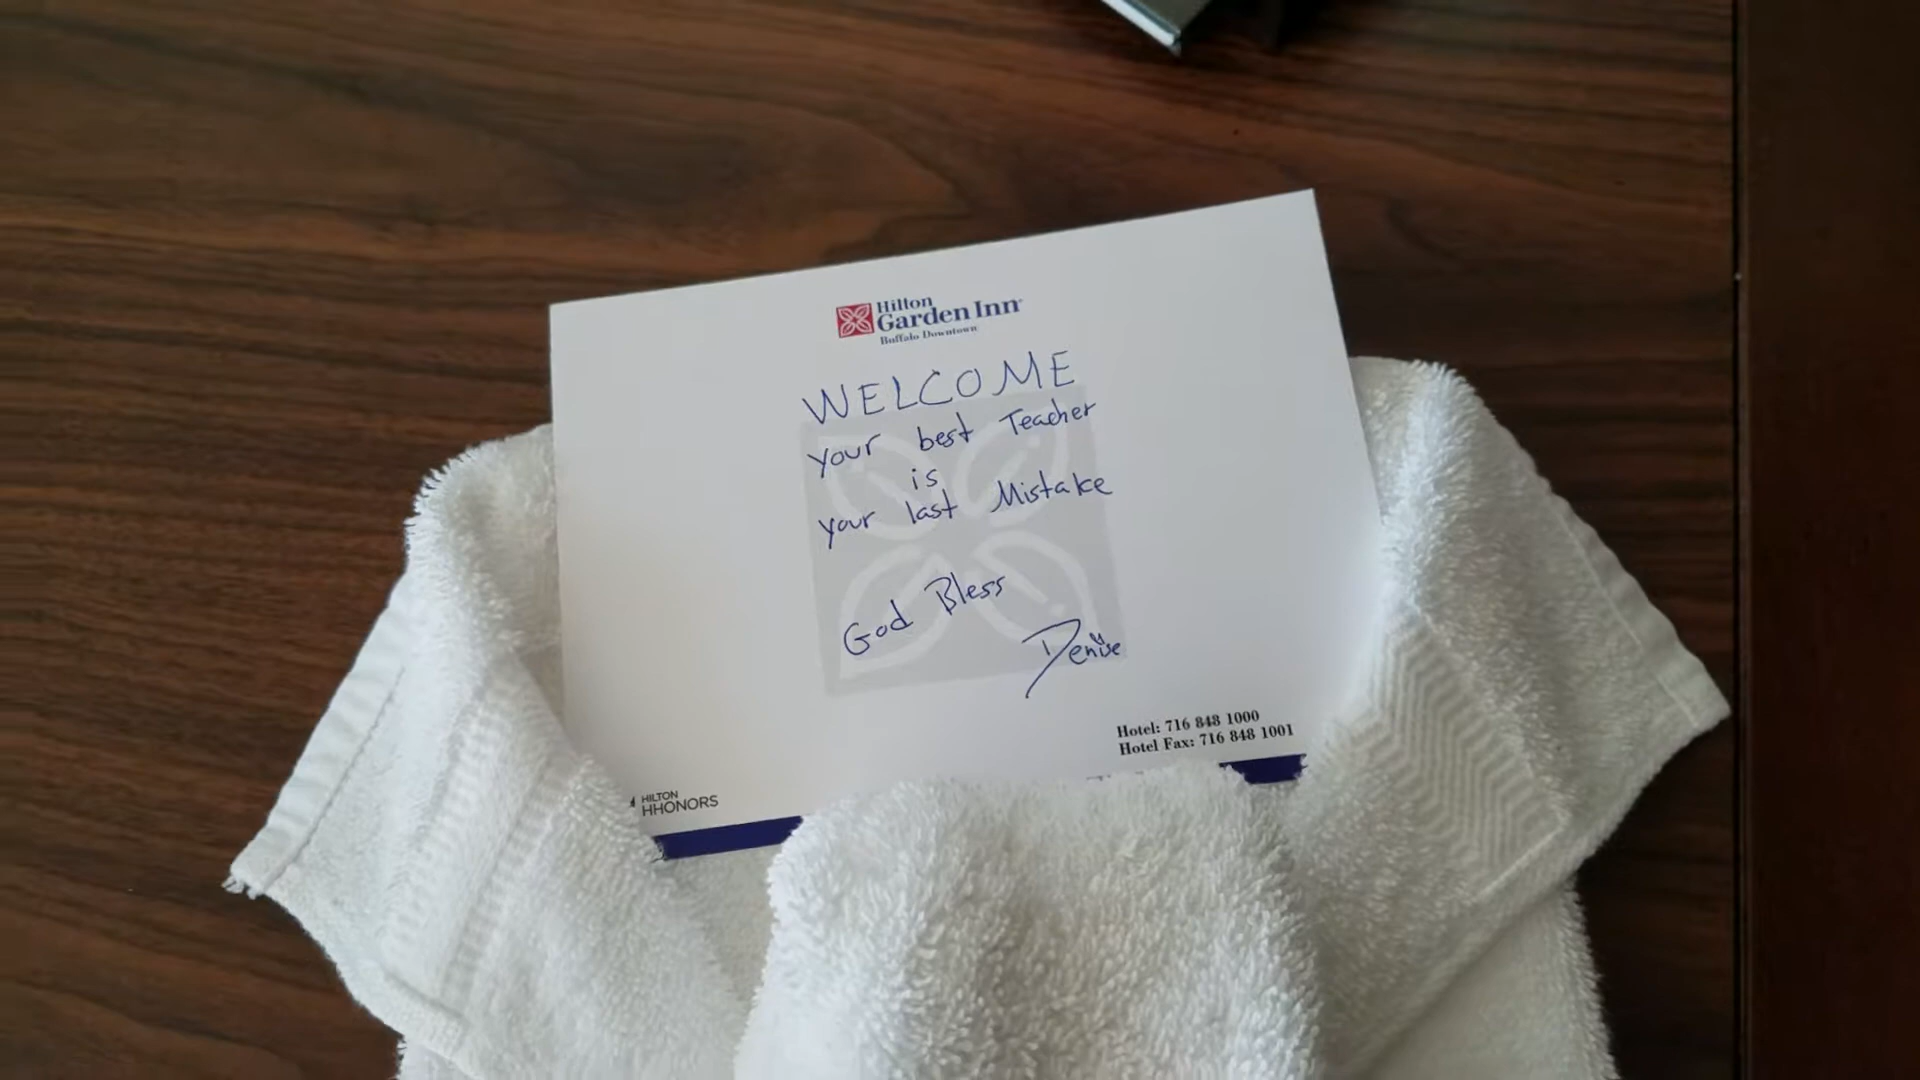 Hilton
Garden Inn
Buffalo Downtown
WELCOME
your best Teacher
is
your last Mistake
God Bless
Denise
Hotel: 716 848 1000
Hotel Fax: 716 848 1001
HILTON
HHONORS